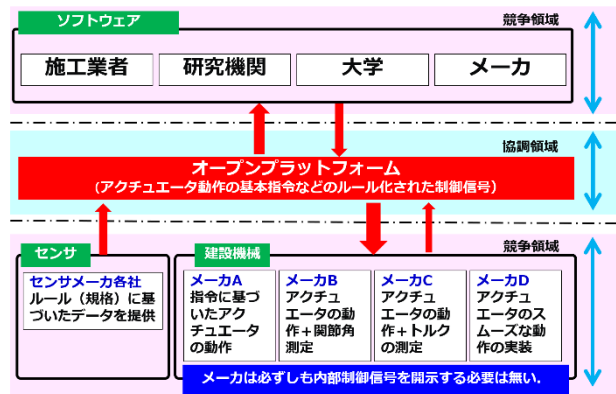 ソフトウェア
競争領域
施工業者
研究機関
大学
メーカ
協調領域
オープンプラットフォーム
(アクチュエータ動作の基本指令などのルール化された制御信号)
競争領域
センサ
センサメーカ各社
ルール（規格）に基
づいたデータを提供
建設機械
メーカA
指令に基づ
いたアク
チュエータの
動作
メーカB
アクチュ
エータの動
作＋関節角
測定
メーカC
アクチュ
エータの動
作＋トルク
の測定
メーカD
アクチュ
エータのス
ムーズな動
作の実装
メーカは必ずしも内部制御信号を開示する必要は無い.